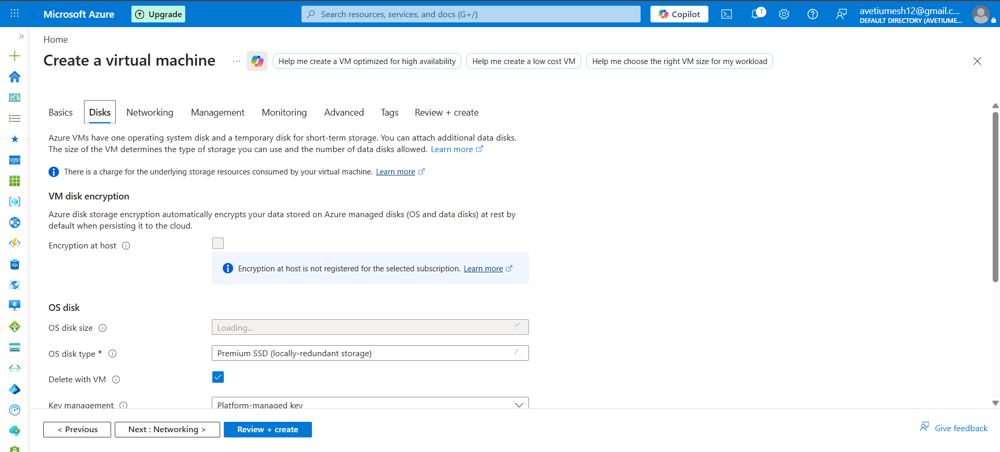 Microsoft Azure
Upgrade
Search resources, services, and docs (G+/)
Copilot
1
avetiumesh12@gmail.c...
DEFAULT DIRECTORY (AVETIUME...
Home
Create a virtual machine
...
Help me create a VM optimized for high availability
Help me create a low cost VM
Help me choose the right VM size for my workload
Basics
Disks
Networking
Management
Monitoring
Advanced
Tags
Review + create
Azure VMs have one operating system disk and a temporary disk for short-term storage. You can attach additional data disks.
The size of the VM determines the type of storage you can use and the number of data disks allowed. Learn more
There is a charge for the underlying storage resources consumed by your virtual machine. Learn more
VM disk encryption
Azure disk storage encryption automatically encrypts your data stored on Azure managed disks (OS and data disks) at rest by
default when persisting it to the cloud.
Encryption at host
Encryption at host is not registered for the selected subscription. Learn more
OS disk
OS disk size
Loading...
OS disk type *
Premium SSD (locally-redundant storage)
Delete with VM
Key management
Platform-managed key
< Previous
Next : Networking >
Review + create
Give feedback
SQL